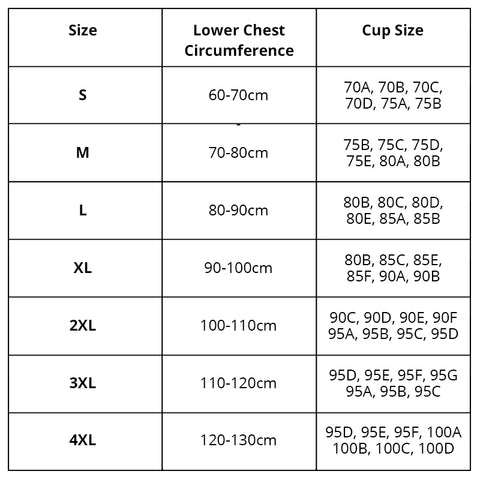 Size Lower Chest Cup Size
Circumference
S 60-70cm 70A, 70B, 70C,
70D, 75A, 75B
M 70-80cm 75B, 75C, 75D,
75E, 80A, 80B
L 80-90cm 80B, 80C, 80D,
80E, 85A, 85B
XL 90-100cm 80B, 85C, 85E,
85F, 90A, 90B
2XL 100-110cm 90C, 90D, 90E, 90F
95A, 95B, 95C, 95D
3XL 110-120cm 95D, 95E, 95F, 95G
95A, 95B, 95C
4XL 120-130cm 95D, 95E, 95F, 100A
100B, 100C, 100D